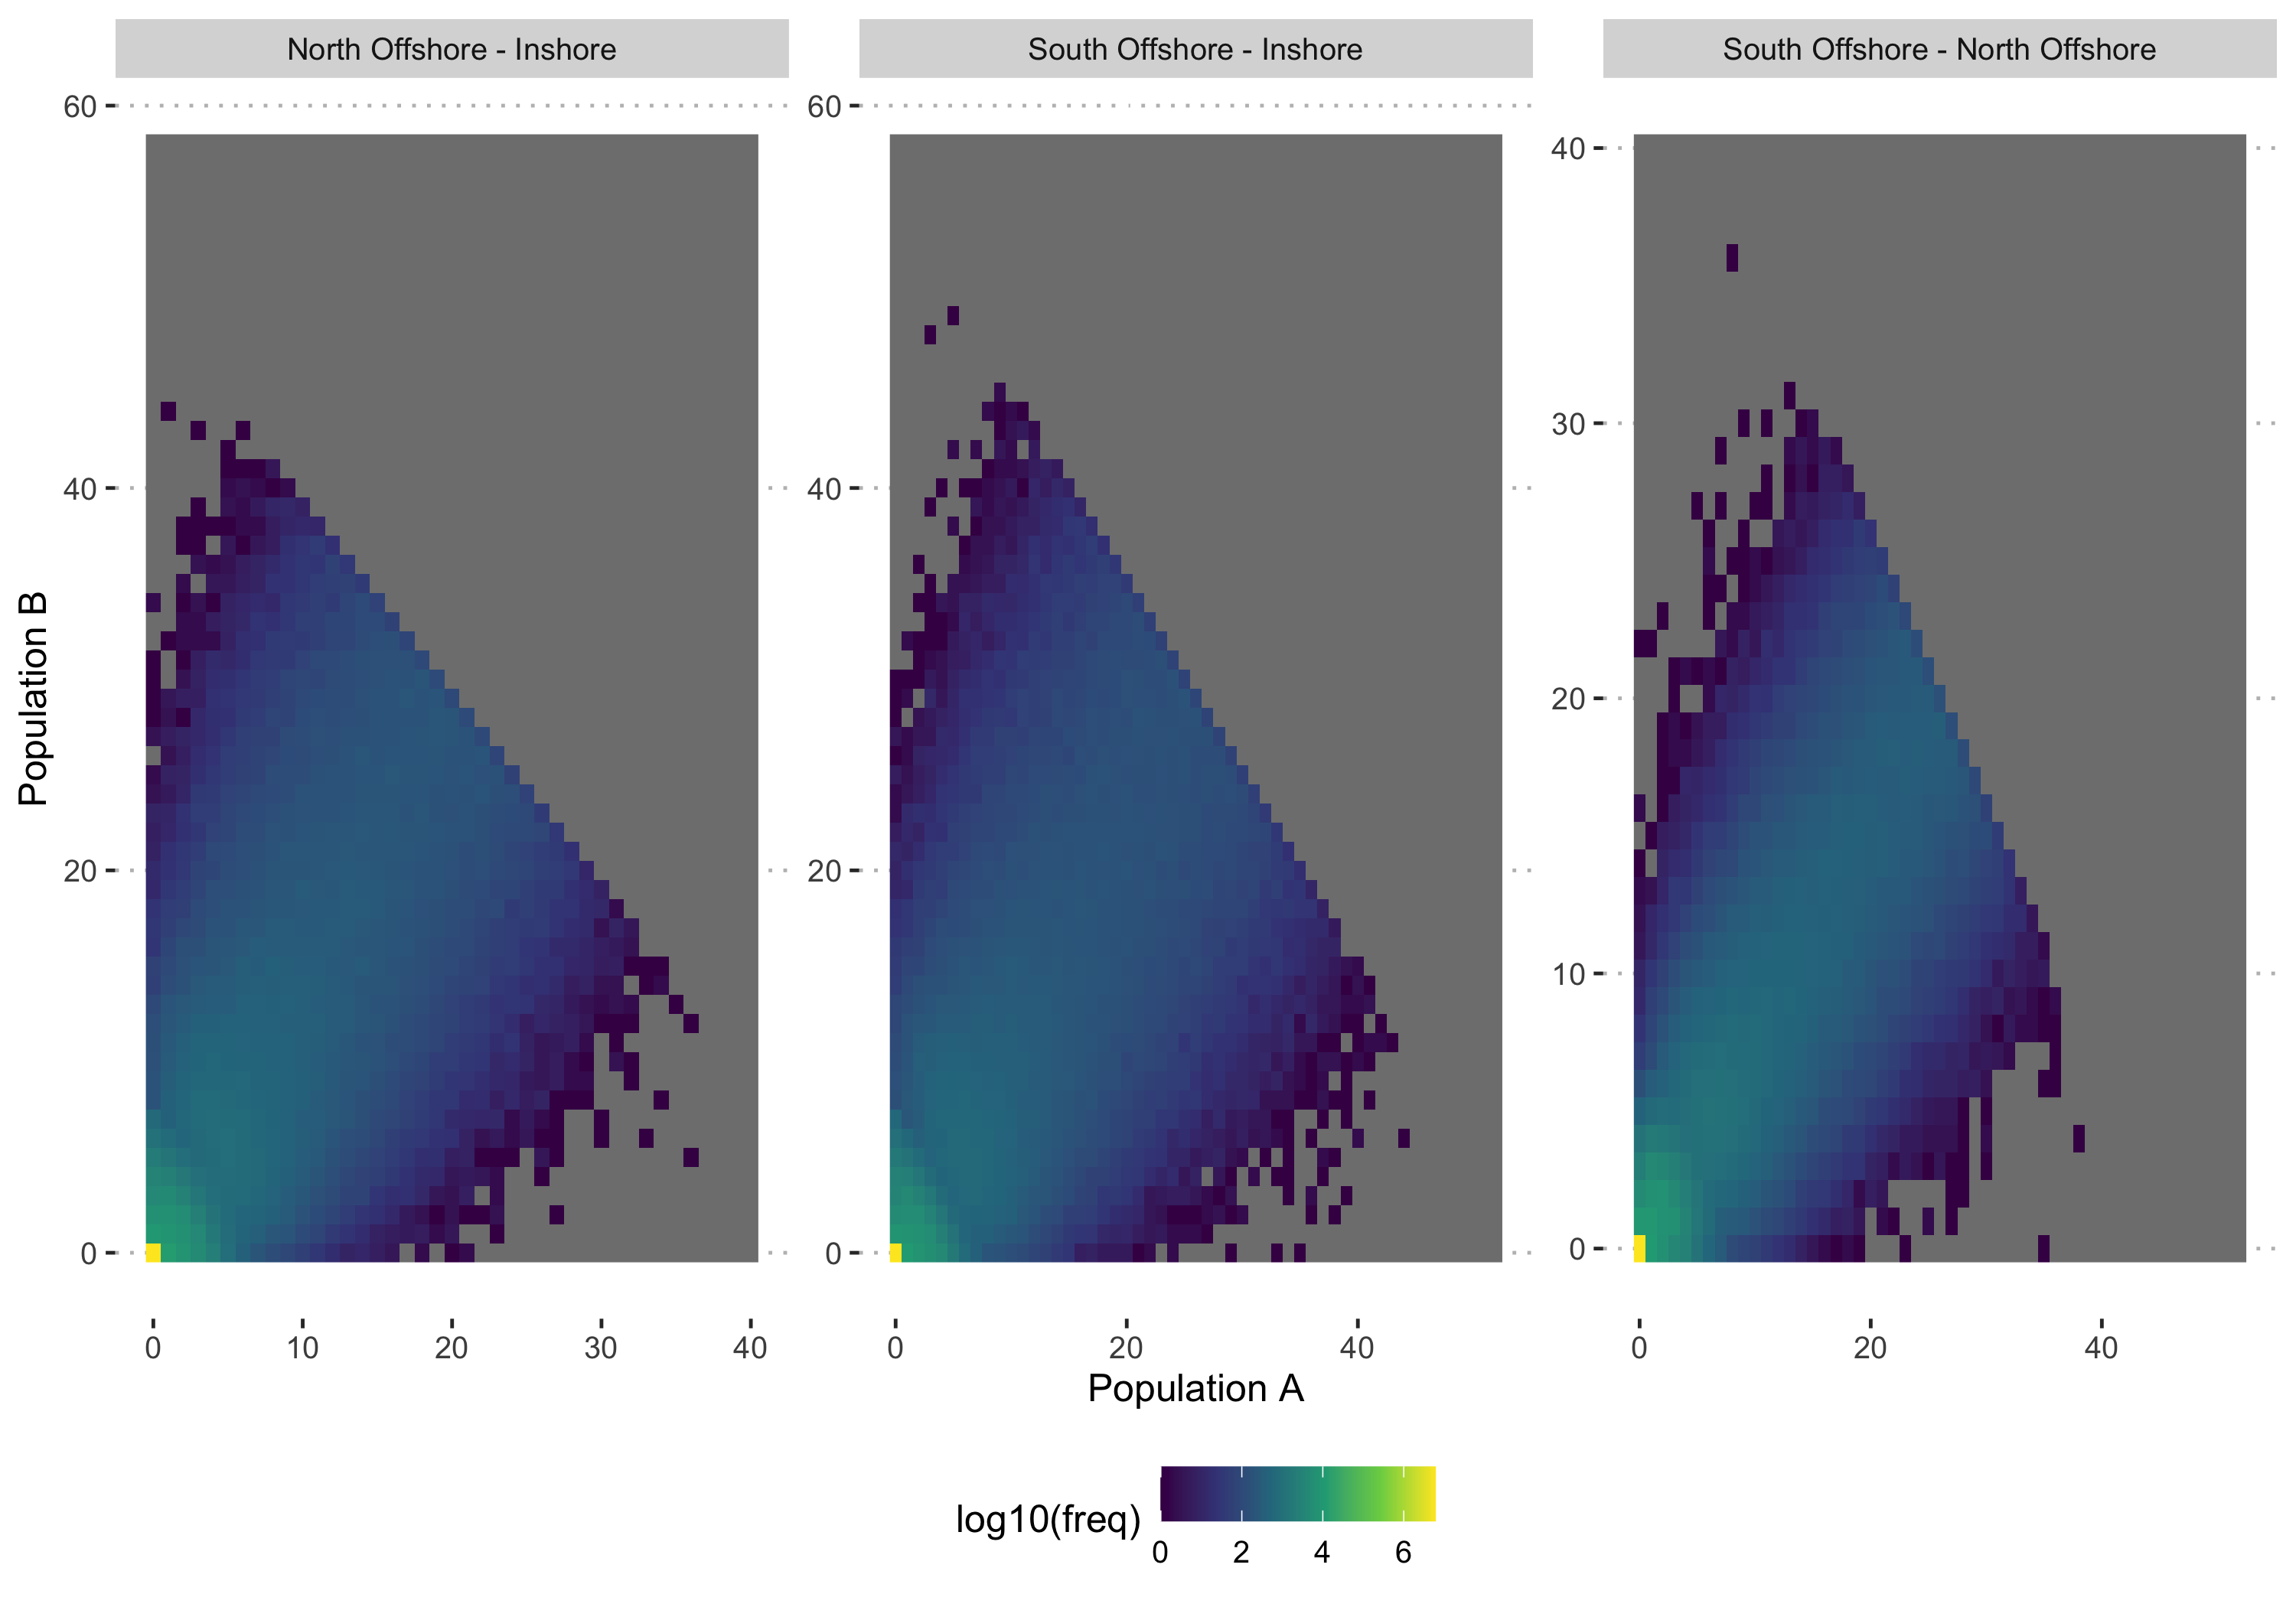 North Offshore - Inshore
South Offshore - Inshore
South Offshore - North Offshore
60
40
20
0
60
40
20
0
40
30
20
10
0
Population B
0 10 20 30 40
0 20 40
0 20 40
Population A
log10(freq)
0 2 4 6